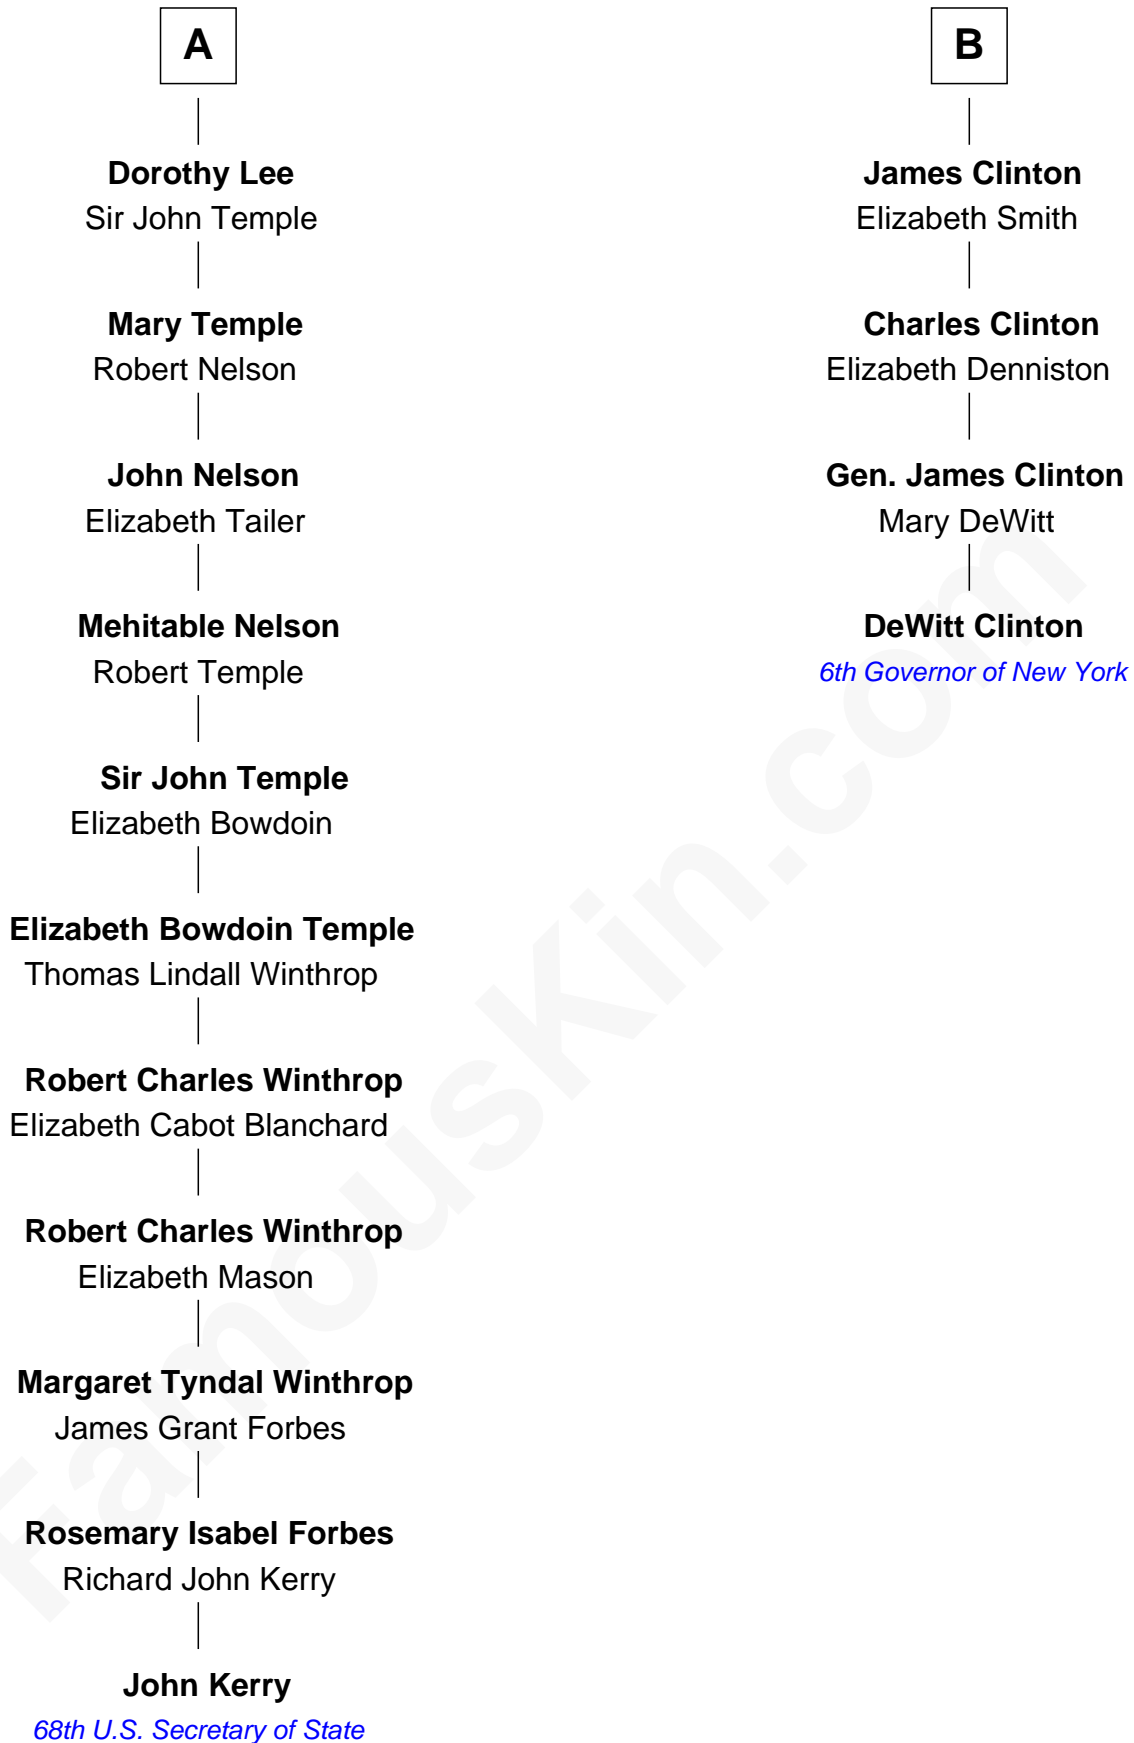 A
Dorothy Lee
Sir John Temple
Mary Temple
Robert Nelson
John Nelson
Elizabeth Tailer
Mehitable Nelson
Robert Temple
Sir John Temple
Elizabeth Bowdoin
Elizabeth Bowdoin Temple
Thomas Lindall Winthrop
Robert Charles Winthrop
Elizabeth Cabot Blanchard
Robert Charles Winthrop
Elizabeth Mason
Margaret Tyndal Winthrop
James Grant Forbes
Rosemary Isabel Forbes
Richard John Kerry
John Kerry
68th U.S. Secretary of State
B
James Clinton
Elizabeth Smith
Charles Clinton
Elizabeth Denniston
Gen. James Clinton
Mary DeWitt
DeWitt Clinton
6th Governor of New York
FamousKin.com